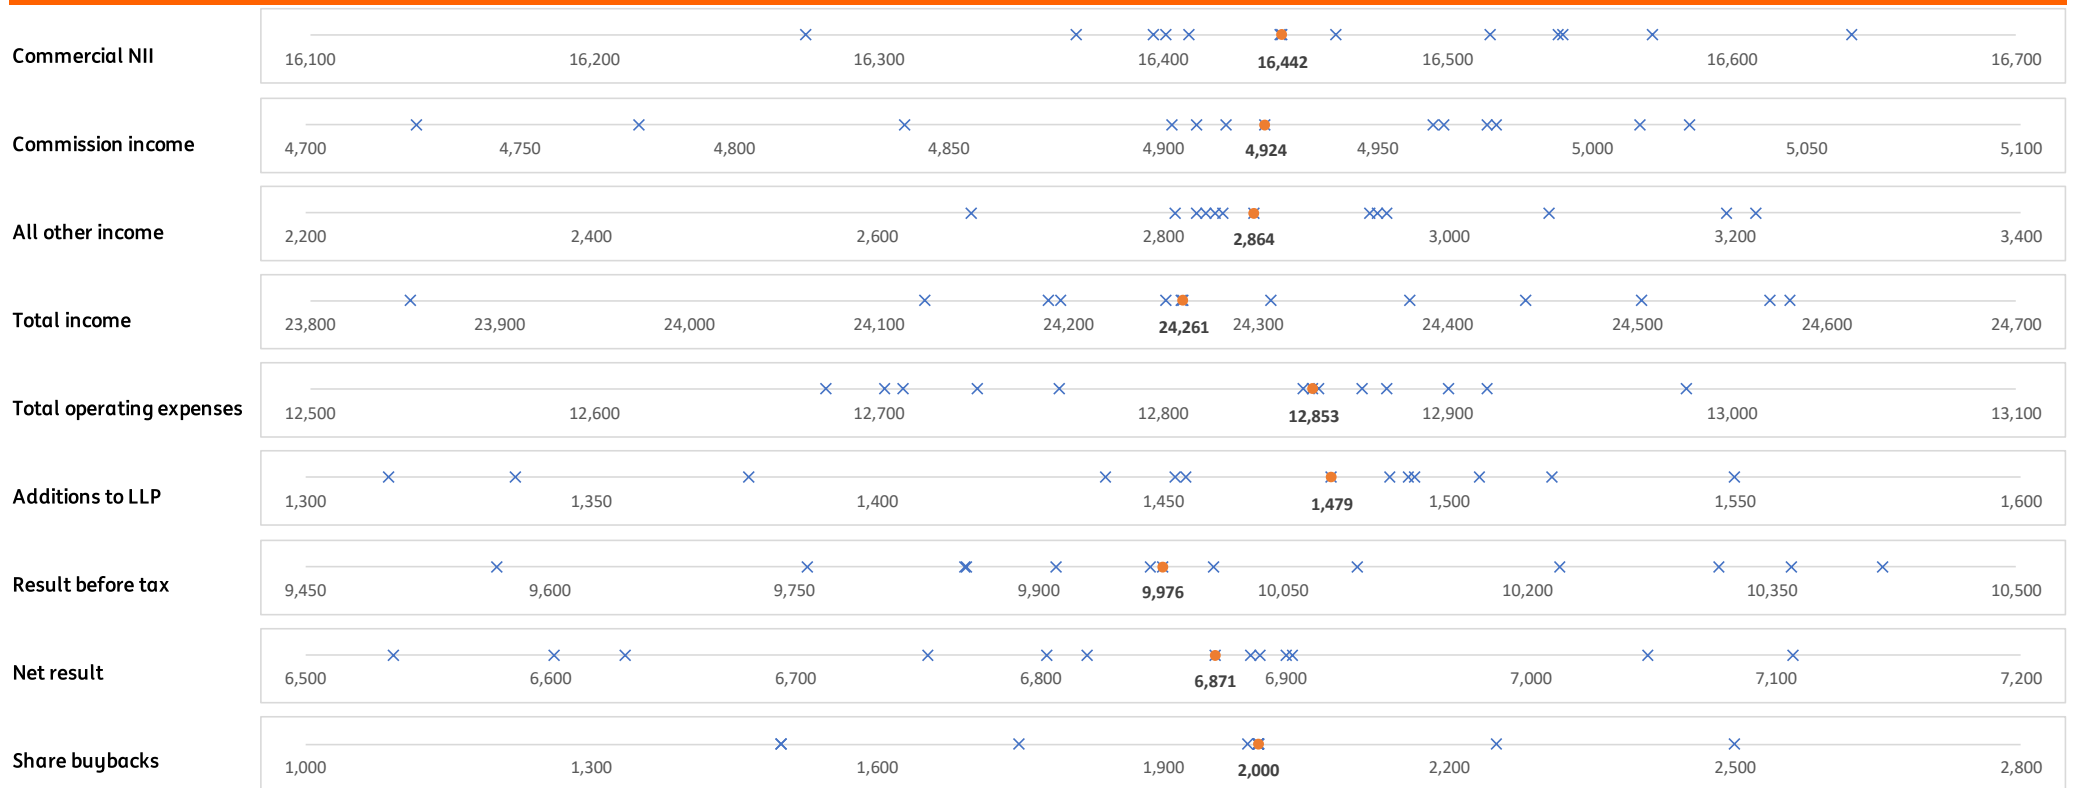 Commercial NII
16,100 16,200 16,300 16,400 16,442 16,500 16,600 16,700
Commission income
4,700 4,750 4,800 4,850 4,900 4,924 4,950 5,000 5,050 5,100
All other income
2,200 2,400 2,600 2,800 2,864 3,000 3,200 3,400
Total income
23,800 23,900 24,000 24,100 24,200 24,261 24,300 24,400 24,500 24,600 24,700
Total operating expenses
12,500 12,600 12,700 12,800 12,853 12,900 13,000 13,100
Additions to LLP
1,300 1,350 1,400 1,450 1,479 1,500 1,550 1,600
Result before tax
9,450 9,600 9,750 9,900 9,976 10,050 10,200 10,350 10,500
Net result
6,500 6,600 6,700 6,800 6,871 6,900 7,000 7,100 7,200
Share buybacks
1,000 1,300 1,600 1,900 2,000 2,200 2,500 2,800